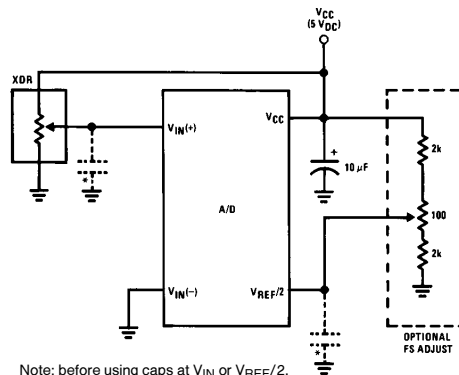 VCC
(5 VDC)
XDR
VIN(+)
VCC
+
10 µF
2k
100
2k
*
A/D
VIN(−)
VREF/2
*
OPTIONAL
FS ADJUST
Note: before using caps at VIN or VREF/2,